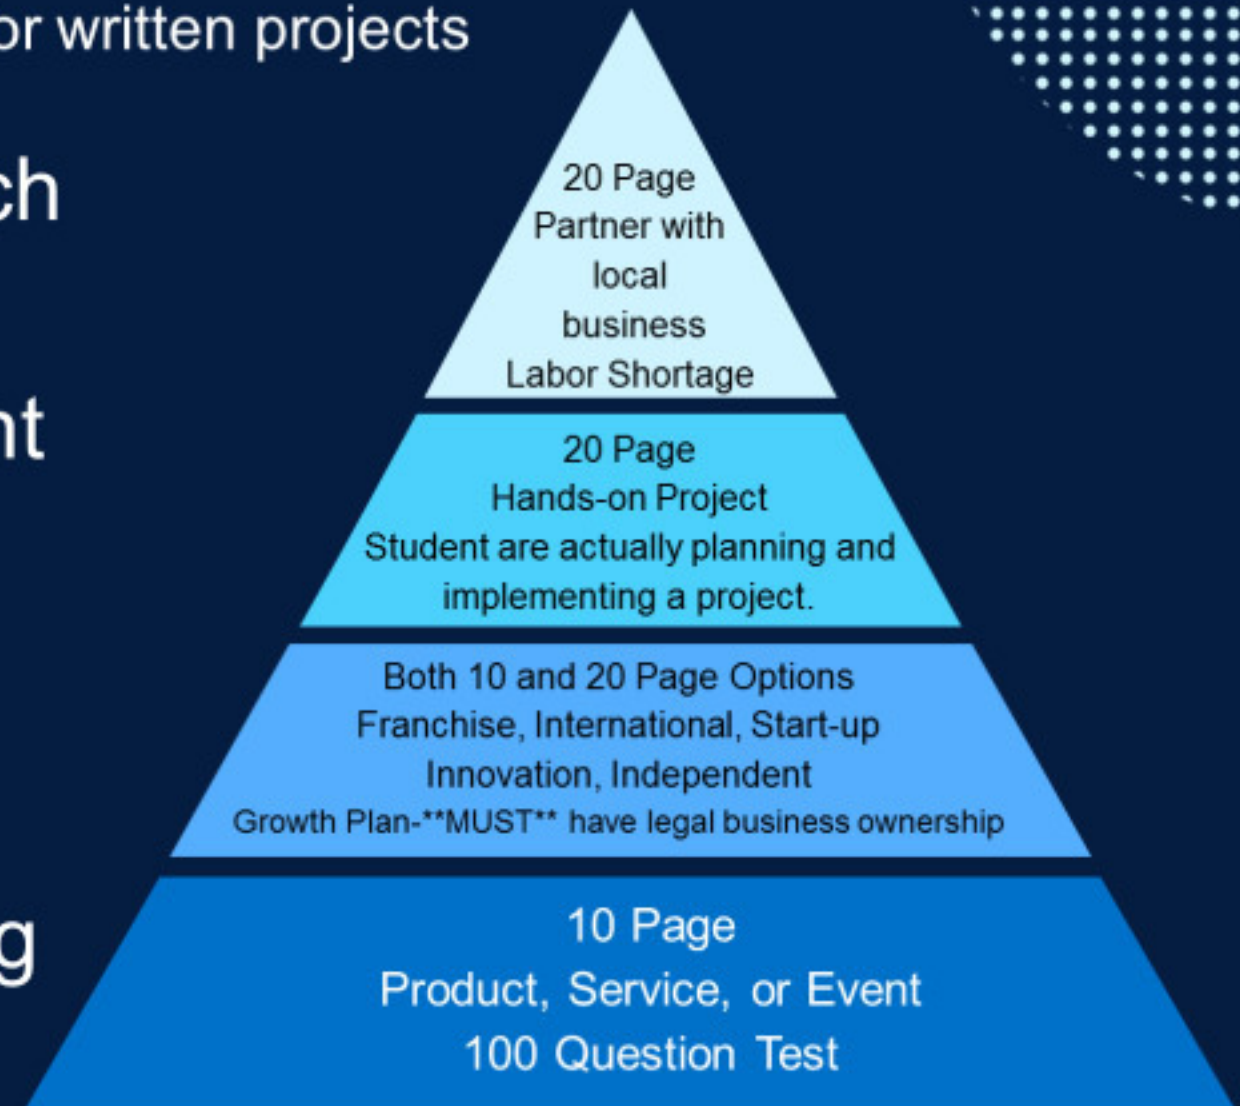 or written projects
ch
20 Page
Partner with
local
business
Labor Shortage
nt
20 Page
Hands-on Project
Student are actually planning and
implementing a project.
Both 10 and 20 Page Options
Franchise, International, Start-up
Innovation, Independent
Growth Plan-**MUST** have legal business ownership
g
10 Page
Product, Service, or Event
100 Question Test